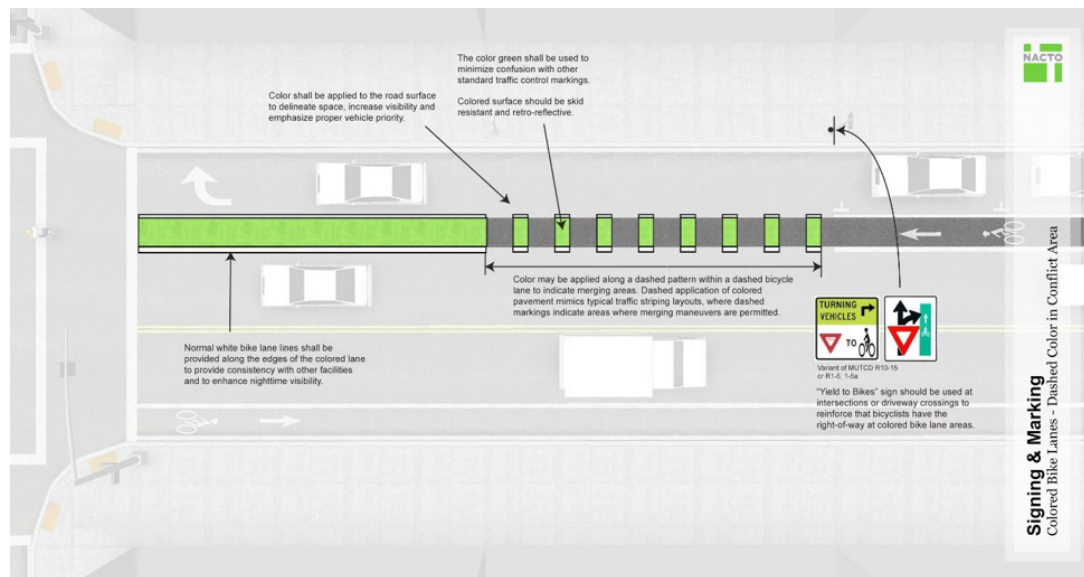 NACTO
The color green shall be used to
minimize confusion with other
standard traffic control markings.
Colored surface should be skid
resistant and retro-reflective.
Color shall be applied to the road surface
to delineate space, increase visibility and
emphasize proper vehicle priority.
Color may be applied along a dashed pattern within a dashed bicycle
lane to indicate merging areas. Dashed application of colored
pavement mimics typical traffic striping layouts, where dashed
markings indicate areas where merging maneuvers are permitted.
Normal white bike lane lines shall be
provided along the edges of the colored lane
to provide consistency with other facilities
and to enhance nighttime visibility.
TURNING
VEHICLES
TO
Variant of MUTCD R10-15
or R1-5, 1-5a
“Yield to Bikes” sign should be used at
intersections or driveway crossings to
reinforce that bicyclists have the
right-of-way at colored bike lane areas.
Signing & Marking
Colored Bike Lanes - Dashed Color in Conflict Area